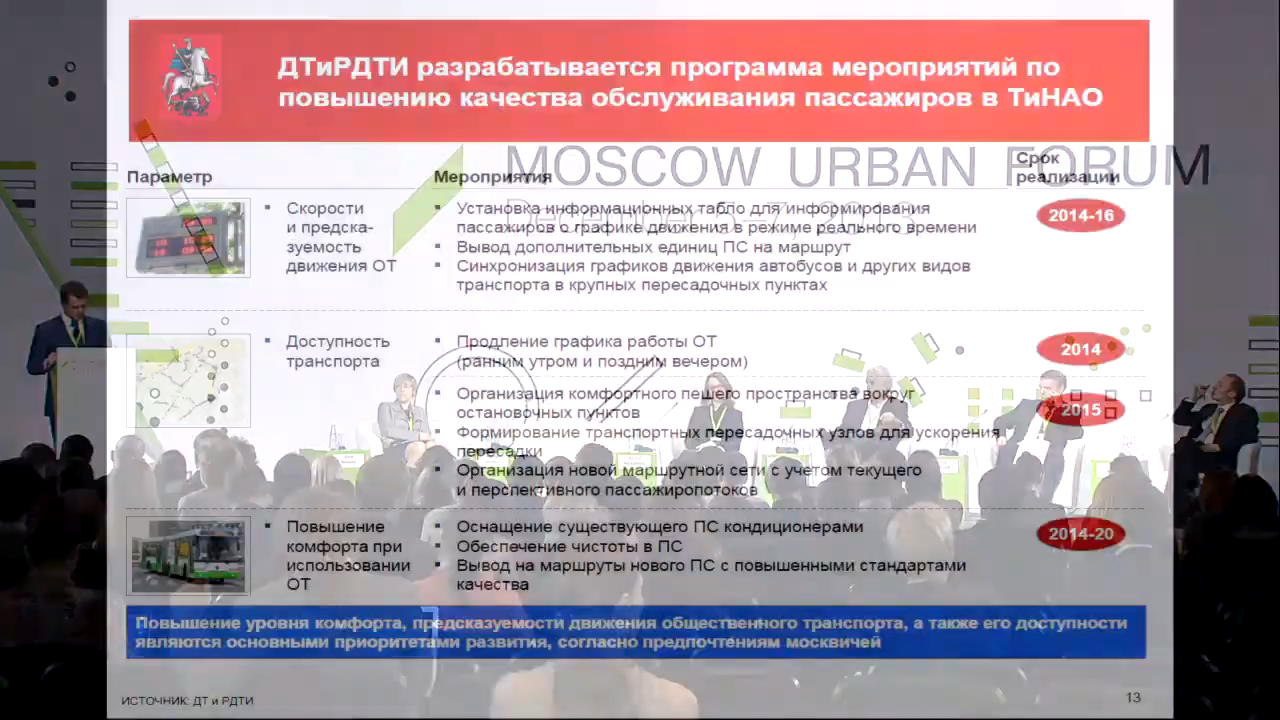 ДТиРДТИ разрабатывается программа мероприятий по
повышению качества обслуживания пассажиров в ТиНАО
MOSCOW URBAN FORUM
Параметр
Мероприятия
Срок
реализации
Скорости
и предска-
зуемость
движения ОТ
Установка информационных табло для информирования
пассажиров о графике движения в режиме реального времени
Вывод дополнительных единиц ПС на маршрут
Синхронизация графиков движения автобусов и других видов
транспорта в крупных пересадочных пунктах
2014-16
Доступность
транспорта
Продление графика работы ОТ
(ранним утром и поздним вечером)
2014
Организация комфортного пешего пространства вокруг
остановочных пунктов
Формирование транспортных пересадочных узлов для ускорения
пересадки
Организация новой маршрутной сети с учетом текущего
и перспективного пассажиропотоков
2015
Повышение
комфорта при
использовании
ОТ
Оснащение существующего ПС кондиционерами
Обеспечение чистоты в ПС
Вывод на маршруты нового ПС с повышенными стандартами
качества
2014-20
Повышение уровня комфорта, предсказуемости движения общественного транспорта, а также его доступности
являются основными приоритетами развития, согласно предпочтениям москвичей
ИСТОЧНИК: ДТ и РДТИ
13